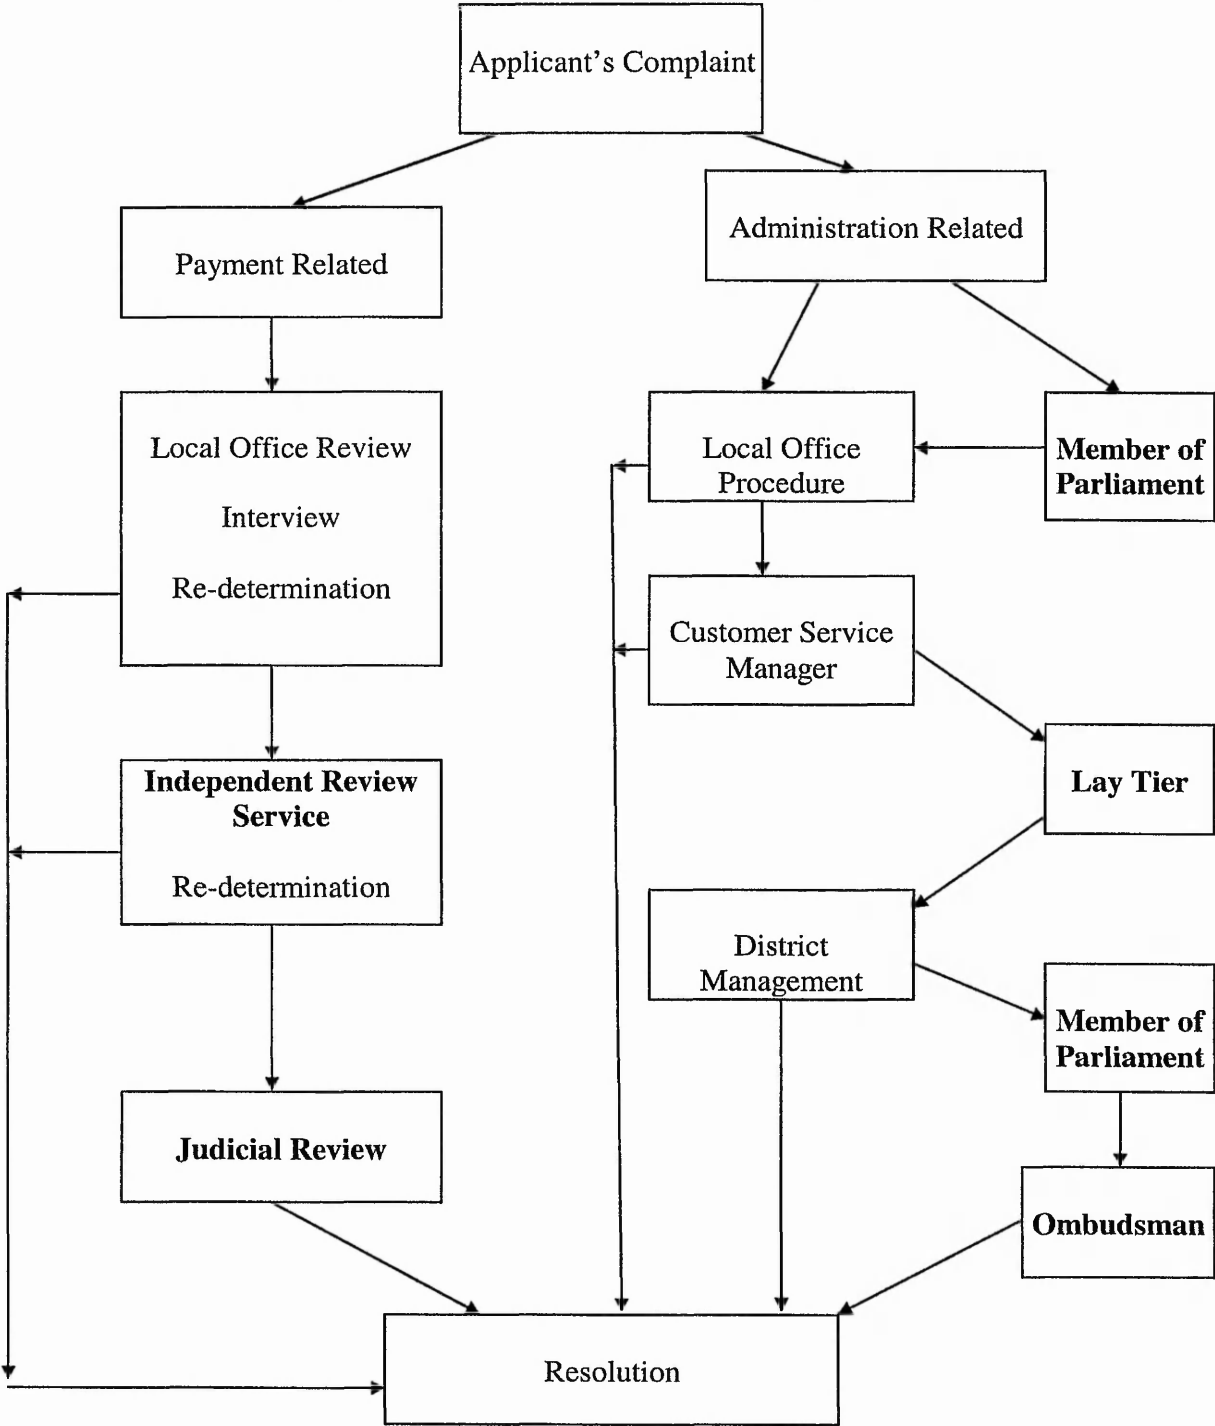 Applicant's Complaint
Administration Related
Payment Related
Local Office Review
Interview
Re-determination
Local Office
Procedure
Member of
Parliament
Customer Service
Manager
Independent Review
Service
Re-determination
Lay Tier
District
Management
Member of
Parliament
Judicial Review
Ombudsman
Resolution